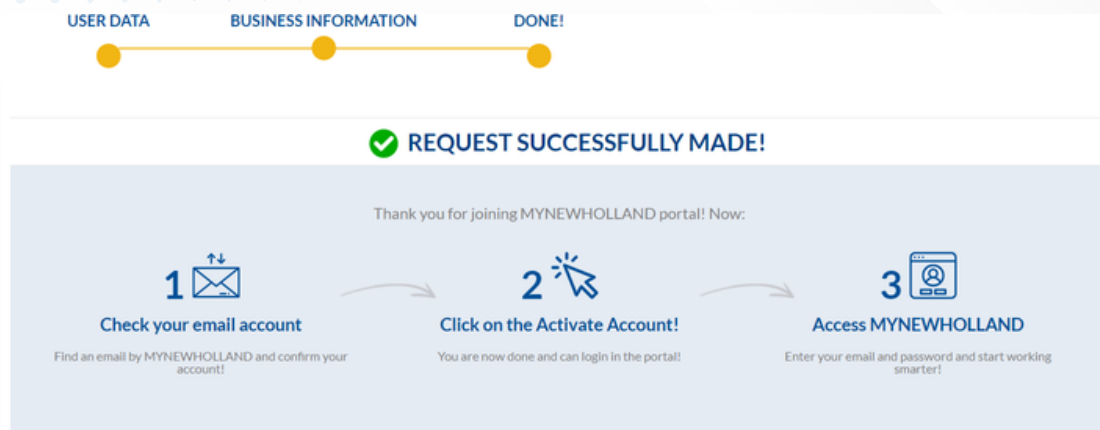 USER DATA
BUSINESS INFORMATION
DONE!
REQUEST SUCCESSFULLY MADE!
Thank you for joining MYNEWHOLLAND portal! Now:
1
Check your email account
Find an email by MYNEWHOLLAND and confirm your
account!
2
Click on the Activate Account!
You are now done and can login in the portal!
3
Access MYNEWHOLLAND
Enter your email and password and start working
smarter!